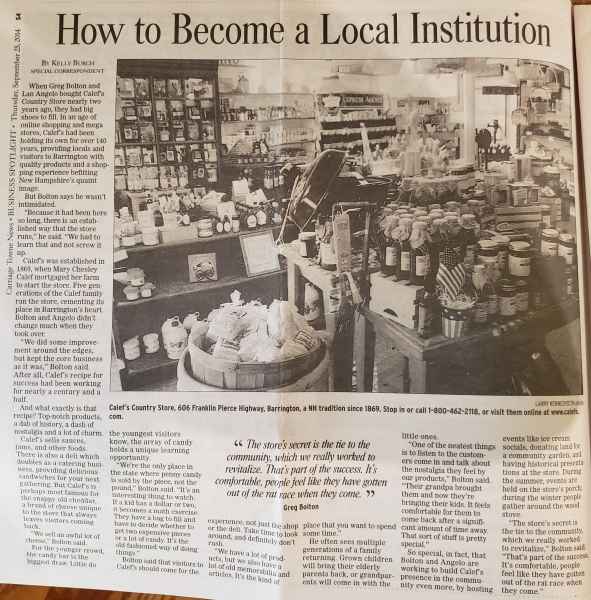 54
Carriage Towne News • BUSINESS SPOTLIGHT • Thursday, September 25, 2014
How to Become a Local Institution
BY KELLY BURCH
SPECIAL CORRESPONDENT
When Greg Bolton and
Len Angelo bought Calef's
Country Store nearly two
years ago, they had big
shoes to fill. In an age of
online shopping and mega
stores, Calef's had been
holding its own for over 140
years, providing locals and
visitors to Barrington with
quality products and a shop-
ping experience befitting
New Hampshire's quaint
image.
But Bolton says he wasn't
intimidated.
"Because it had been here
so long, there is an estab-
lished way that the store
runs," he said. "We had to
learn that and not screw it
up.
Calef's was established in
1869, when Mary Chesley
Calef mortgaged her farm
to start the store. Five gen-
erations of the Calef family
ran the store, cementing its
place in Barrington's heart.
Bolton and Angelo didn't
change much when they
took over.
"We did some improve-
ment around the edges,
but kept the core business
as it was," Bolton said.
After all, Calef's recipe for
success had been working
for nearly a century and a
half.
And what exactly is that
recipe? Top-notch products,
a dab of history, a dash of
nostalgia and a lot of charm.
Calef's sells sauces,
jams, and other foods.
There is also a deli which
doubles as a catering busi-
ness, providing delicious
sandwiches for your next
gathering. But Calef's is
perhaps most famous for
the snappy old cheddar,
a brand of cheese unique
to the store that always
leaves visitors coming
back.
"We sell an awful lot of
cheese," Bolton said.
For the younger crowd,
the candy bar is the
biggest draw. Little do
LARRY
Calef's Country Store, 606 Franklin Pierce Highway, Barrington, a NH tradition since 1869. Stop in or call 1-800-462-2118, or visit them online at www.calefs.
com.
the youngest visitors
know, the array of candy
holds a unique learning
opportunity.
"We're the only place in
the state where penny candy
is sold by the piece, not the
pound," Bolton said. "It's an
interesting thing to watch.
If a kid has a dollar or two,
it becomes a math exercise.
They have a bag to fill and
have to decide whether to
get two expensive pieces
or a lot of candy. It's the
old fashioned way of doing
things."
Bolton said that visitors to
Calef's should come for the
"The store's secret is the tie to the
community, which we really worked to
revitalize. That's part of the success. It's
comfortable, people feel like they have gotten
out of the rat race when they come."
Greg Bolton
experience, not just the shop
or the deli. Take time to look
around, and definitely don't
rush.
"We have a lot of prod-
ucts, but we also have a
lot of old memorabilia and
articles. It's the kind of
place that you want to spend
some time."
He often sees multiple
generations of a family
returning. Grown children
will bring their elderly
parents back, or grandpar-
ents will come in with the
little ones.
"One of the neatest things
is to listen to the custom-
ers come in and talk about
the nostalgia they feel by
our products," Bolton said.
"Their grandpa brought
them and now they're
bringing their kids. It feels
comfortable for them to
come back after a signifi-
cant amount of time away
That sort of stuff is pretty
special."
So special, in fact, that
Bolton and Angelo are
working to build Calef's
presence in the commu-
nity even more, by hosting
events like ice cream
socials, donating land for
a community garden, and
having historical presenta-
tions at the store. During
the summer, events are
held on the store's porch;
during the winter people
gather around the wood
stove.
"The store's secret is
the tie to the community,
which we really worked
to revitalize," Bolton said.
"That's part of the success.
It's comfortable, people
feel like they have gotten
out of the rat race when
they come."